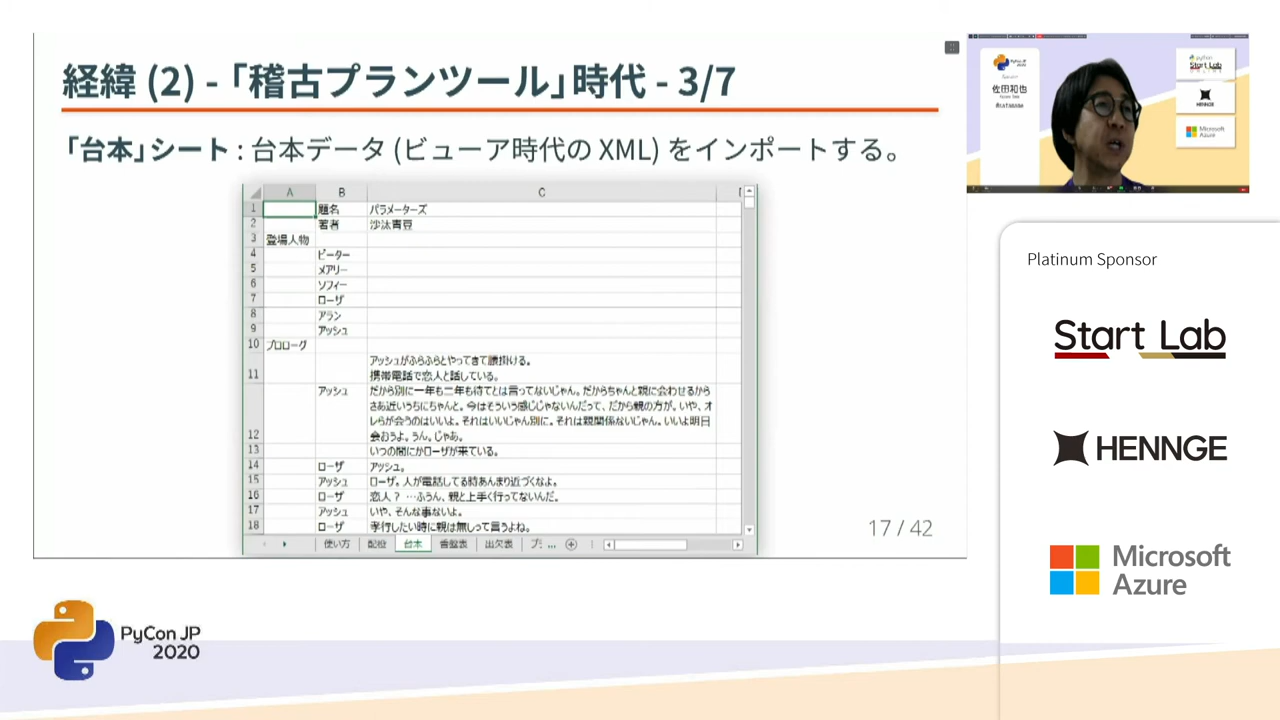 経緯 (2) - 「稽古プランツール」時代 - 3/7
「台本」シート : 台本データ (ビューア時代の XML) をインポートする。
A B C
1 題名 パラメーターズ
2 著者 沙汰青豆
3 登場人物
4 ピーター
5 メアリー
6 ソフィー
7 ローザ
8 アラン
9 アッシュ
10 プロローグ
アッシュがふらふらとやってきて腰掛ける。
11 携帯電話で恋人と話している。
アッシュ だから別に一年も二年も待てとは言ってないじゃん。だからちゃんと親に会わせるから
さあ近いうちにちゃんと。今はそういう感じじゃないんだって、だから親の方が。いや、オ
レらが会うのはいいよ。それはいいじゃん別に。それは親関係ないじゃん。いいよ明日
12 会おうよ。うん。じゃあ。
13 いつの間にかローザが来ている。
14 ローザ アッシュ。
15 アッシュ ローザ。人が電話してる時あんまり近づくなよ。
16 ローザ 恋人？ …ふうん、親と上手く行ってないんだ。
17 アッシュ いや、そんな事ないよ。
18 ローザ 孝行したい時に親は無しって言うよね。
使い方 配役 台本 香盤表 出欠表 ...
17 / 42
PyCon JP
2020
佐田和也
python
Start Lab
HENNGE
Microsoft
Azure
Platinum Sponsor
Start Lab
HENNGE
Microsoft
Azure
PyCon JP
2020